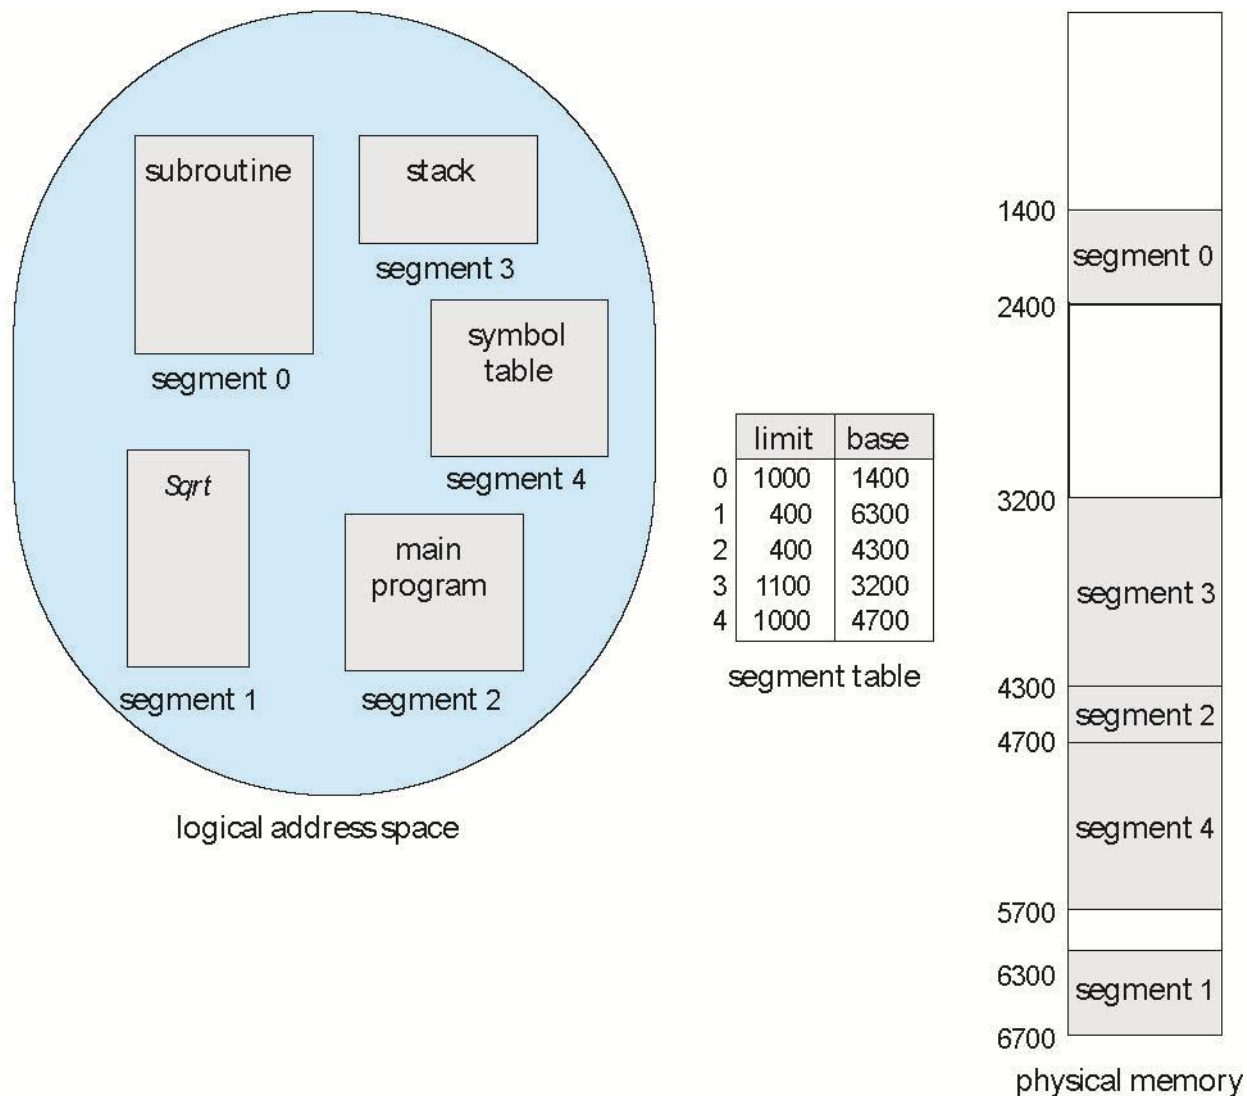 subroutine
segment 0
stack
segment 3
symbol
table
segment 4
Sqrt
segment 1
main
program
segment 2
logical address space
limit base
0 1000 1400
1 400 6300
2 400 4300
3 1100 3200
4 1000 4700
segment table
1400
segment 0
2400
3200
segment 3
4300
segment 2
4700
segment 4
5700
6300
segment 1
6700
physical memory